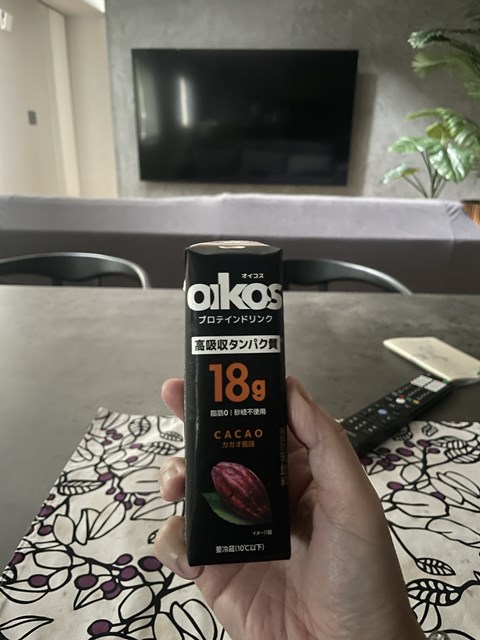 オイコス
oikos
プロテインドリンク
高吸収タンパク質
18g
脂肪0 | 砂糖不使用
CACAO
カカオ風味
イメージ図
要冷蔵(10℃以下)